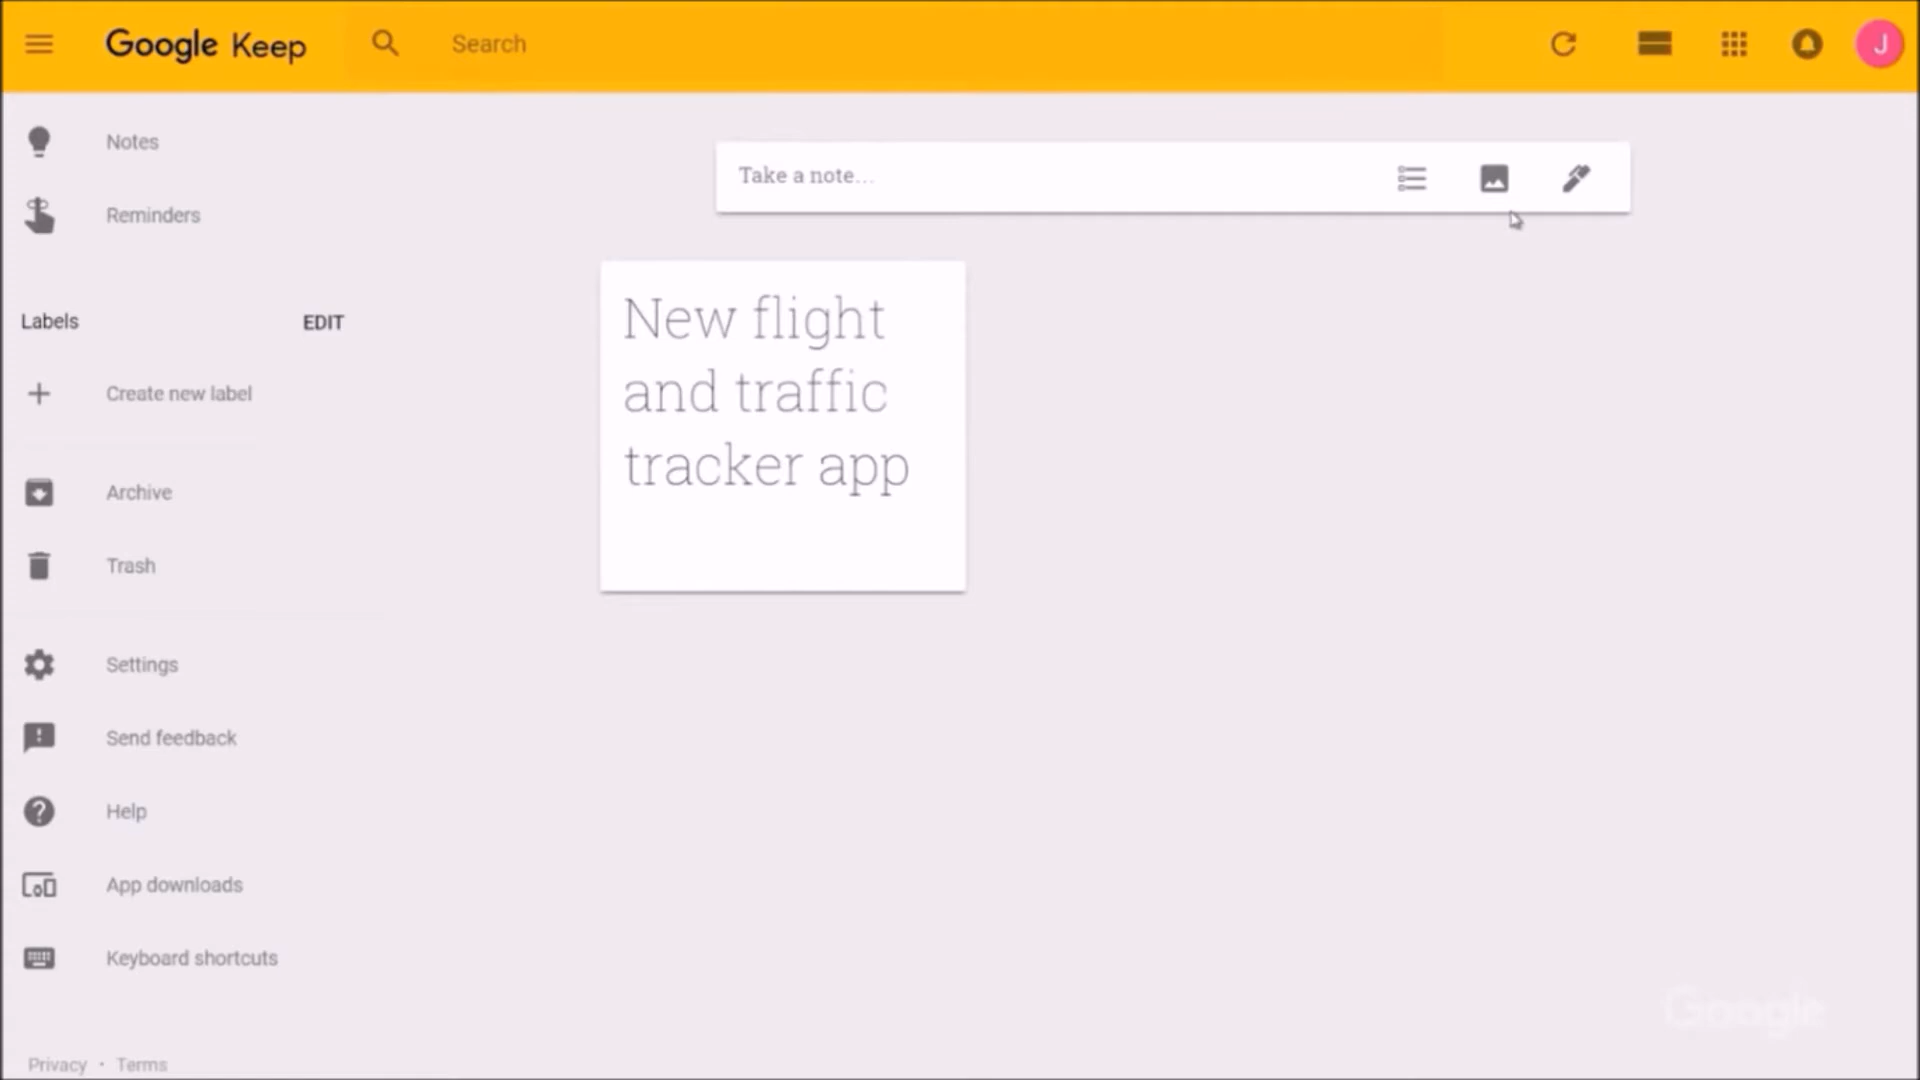 Google Keep
Search
J
Notes
Reminders
Take a note...
Labels
EDIT
Create new label
New flight
and traffic
tracker app
Archive
Trash
Settings
Send feedback
Help
App downloads
Keyboard shortcuts
Google
Privacy · Terms